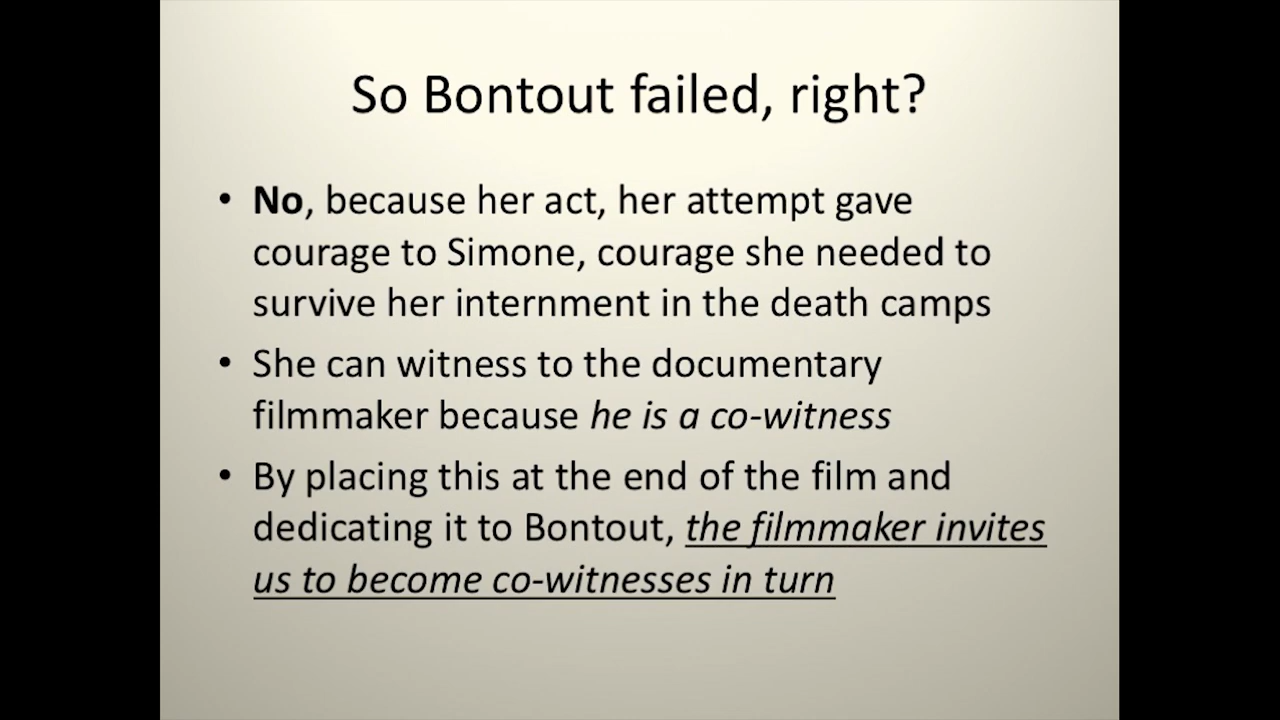 So Bontout failed, right?
• No, because her act, her attempt gave
courage to Simone, courage she needed to
survive her internment in the death camps
• She can witness to the documentary
filmmaker because he is a co-witness
• By placing this at the end of the film and
dedicating it to Bontout, the filmmaker invites
us to become co-witnesses in turn